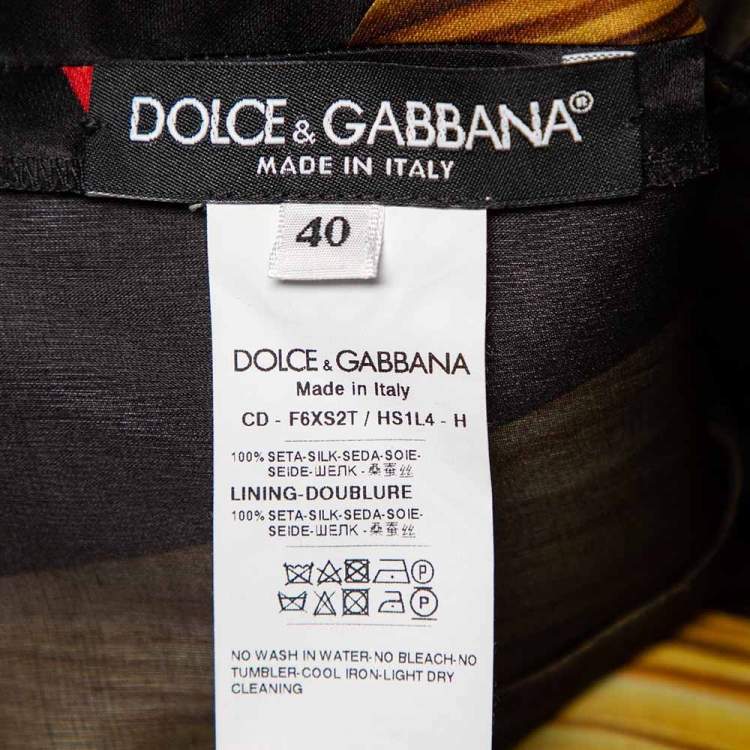 DOLCE & GABBANA®
MADE IN ITALY
40
DOLCE & GABBANA
Made in Italy
CD - F6XS2T / HS1L4 - H
100% SETA-SILK-SEDA-SOIE-
SEIDE-ШЕЛК - 桑蚕丝
LINING-DOUBLURE
100% SETA-SILK-SEDA-SOIE-
SEIDE-ШЕЛК - 桑蚕丝
P
P
NO WASH IN WATER-NO BLEACH-NO
TUMBLER-COOL IRON-LIGHT DRY
CLEANING